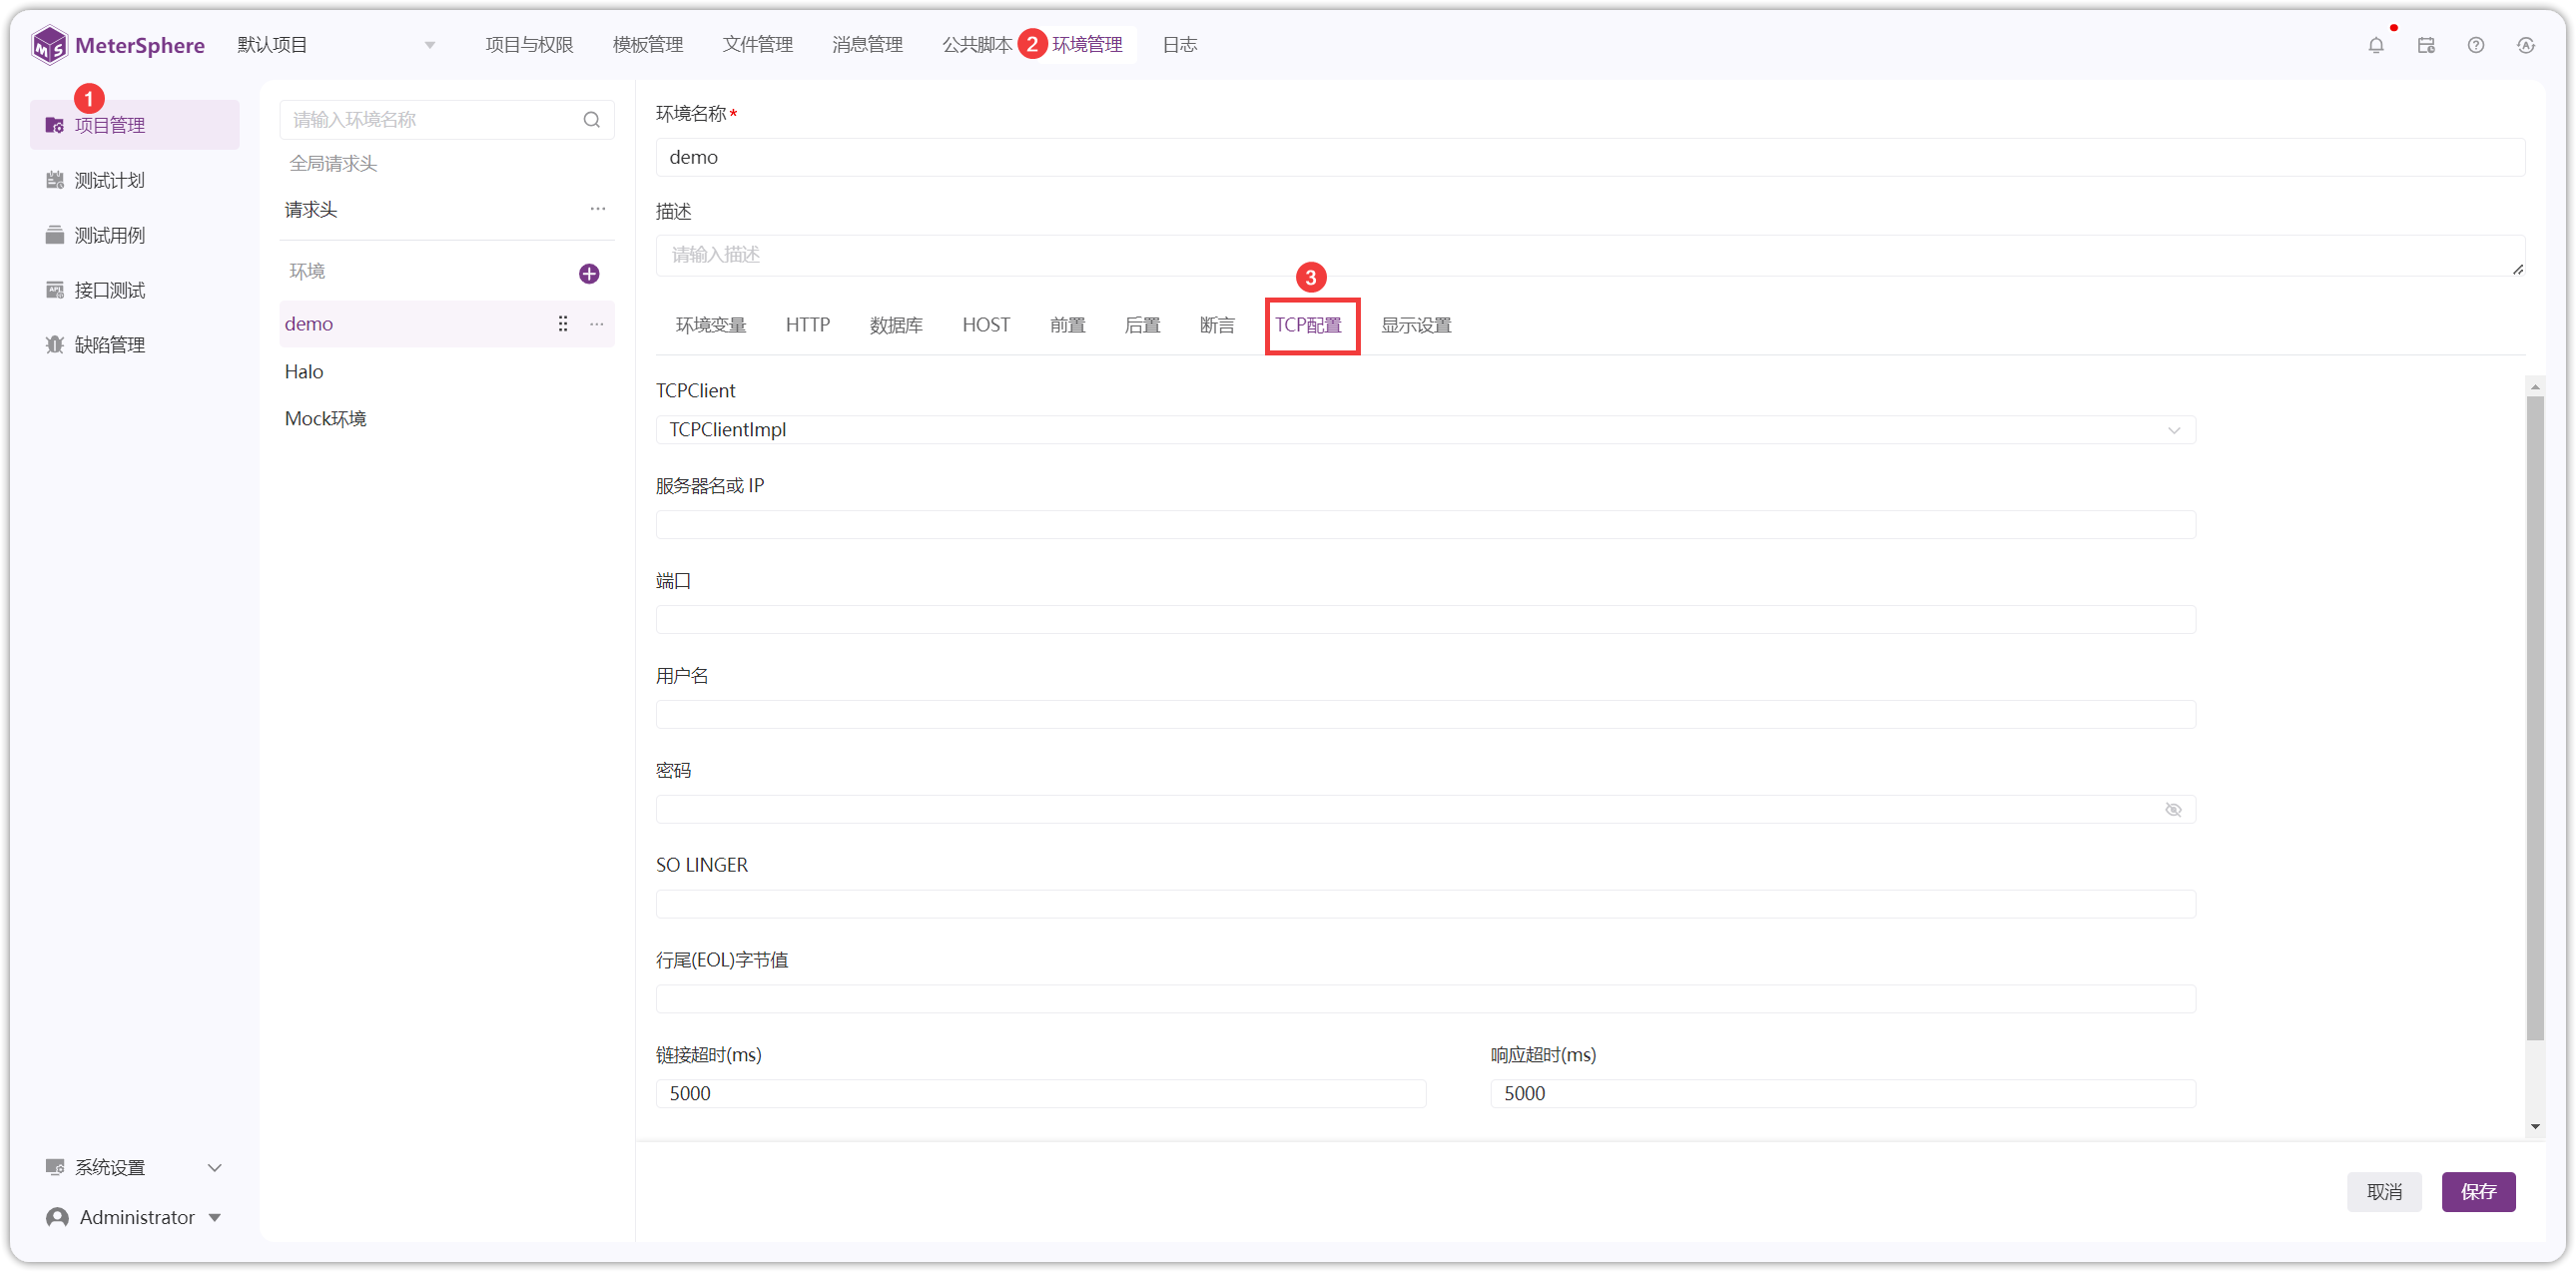 MeterSphere 默认项目 项目与权限 模板管理 文件管理 消息管理 公共脚本 2 环境管理 日志
1
项目管理
测试计划
测试用例
接口测试
缺陷管理
系统设置
Administrator
请输入环境名称
全局请求头
请求头
环境
demo
Halo
Mock环境
环境名称*
demo
描述
请输入描述
3
环境变量 HTTP 数据库 HOST 前置 后置 断言 TCP配置 显示设置
TCPClient
TCPClientImpl
服务器名或 IP
端口
用户名
密码
SO LINGER
行尾(EOL)字节值
链接超时(ms) 响应超时(ms)
5000 5000
取消 保存